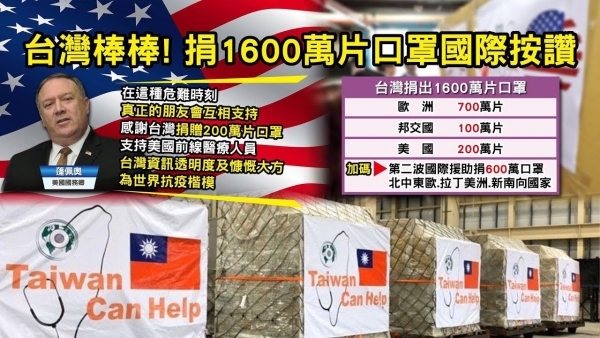 台灣棒棒! 捐1600萬片口罩國際按讚
在這種危難時刻
真正的朋友會互相支持
感謝台灣捐贈200萬片口罩
支持美國前線醫療人員
台灣資訊透明度及慷慨大方
為世界抗疫楷模
蓬佩奧
美國國務卿
台灣捐出1600萬片口罩
歐 洲 700萬片
邦交國 100萬片
美 國 200萬片
加碼 第二波國際援助捐600萬口罩
北中東歐.拉丁美洲.新南向國家
Taiwan
Can Help
Taiwan
Can Help
Taiwan
Can Help
Taiwan
Can Help